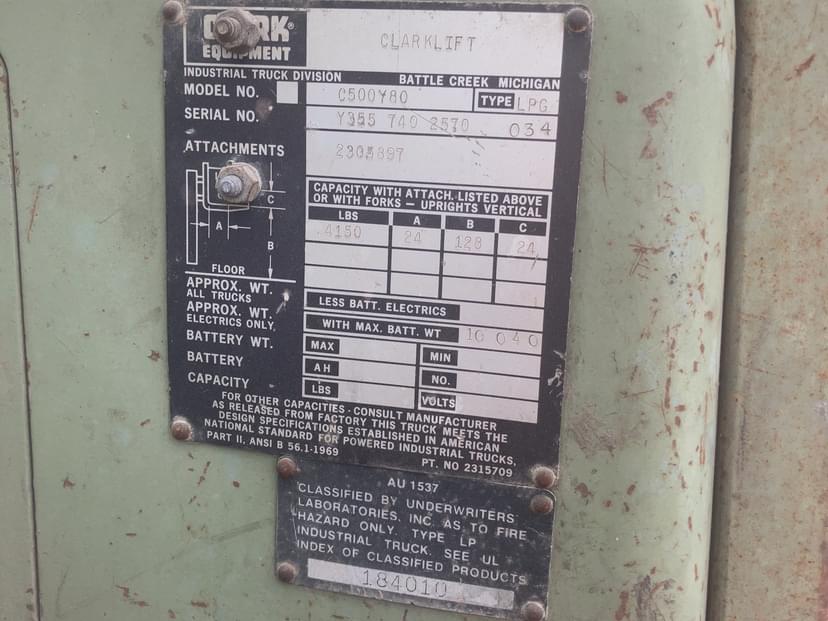 CLARK®
EQUIPMENT
CLARKLIFT
INDUSTRIAL TRUCK DIVISION BATTLE CREEK MICHIGAN
MODEL NO. C500Y80 TYPE LPG
SERIAL NO. Y355 740 2570 034
ATTACHMENTS 2305897
CAPACITY WITH ATTACH. LISTED ABOVE
OR WITH FORKS - UPRIGHTS VERTICAL
LBS A B C
4150 24 128 24
C
A
B
FLOOR
APPROX. WT.
ALL TRUCKS
LESS BATT. ELECTRICS
APPROX. WT.
ELECTRICS ONLY,
WITH MAX. BATT. WT 10 040
BATTERY WT. MAX MIN
BATTERY AH NO.
CAPACITY LBS VOLTS
FOR OTHER CAPACITIES - CONSULT MANUFACTURER
AS RELEASED FROM FACTORY THIS TRUCK MEETS THE
DESIGN SPECIFICATIONS ESTABLISHED IN AMERICAN
NATIONAL STANDARD FOR POWERED INDUSTRIAL TRUCKS,
PART II, ANSI B 56.1-1969 PT. NO 2315709
AU 1537
CLASSIFIED BY UNDERWRITERS
LABORATORIES, INC. AS TO FIRE
HAZARD ONLY. TYPE LP
INDUSTRIAL TRUCK. SEE UL
INDEX OF CLASSIFIED PRODUCTS
184010